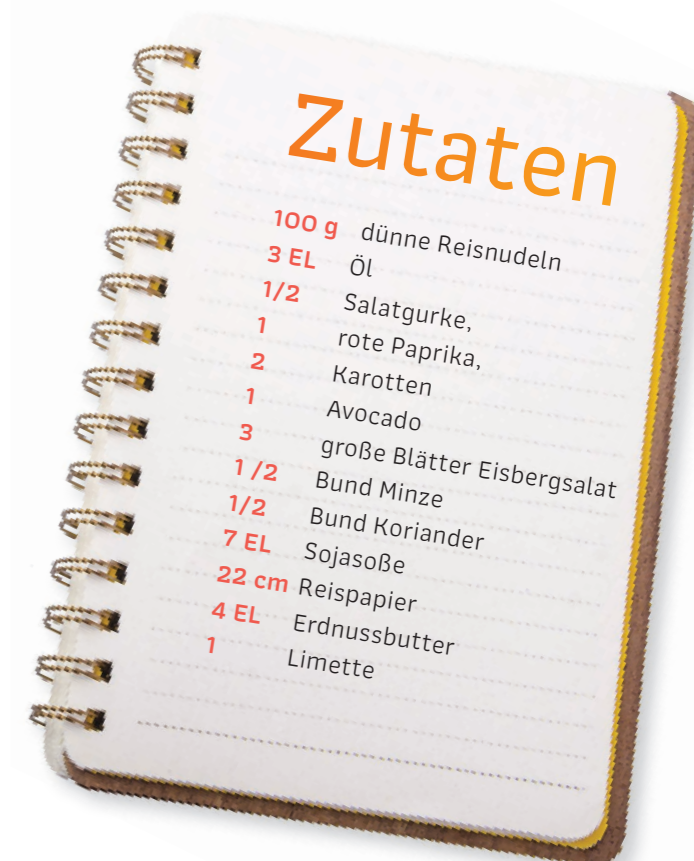 Zutaten
100 g dünne Reisnudeln
3 EL Öl
1/2 Salatgurke,
1 rote Paprika,
2 Karotten
1 Avocado
3 große Blätter Eisbergsalat
1 /2 Bund Minze
1/2 Bund Koriander
7 EL Sojasoße
22 cm Reispapier
4 EL Erdnussbutter
1 Limette